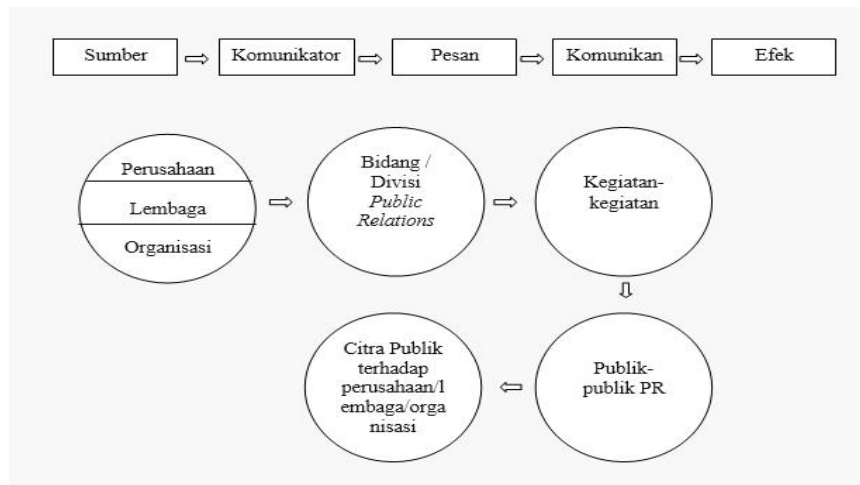 Sumber
Komunikator
Pesan
Komunikan
Efek
Perusahaan
Lembaga
Organisasi
Bidang /
Divisi
Public
Relations
Kegiatan-
kegiatan
Citra Publik
terhadap
perusahaan/l
embaga/orga
nisasi
Publik-
publik PR